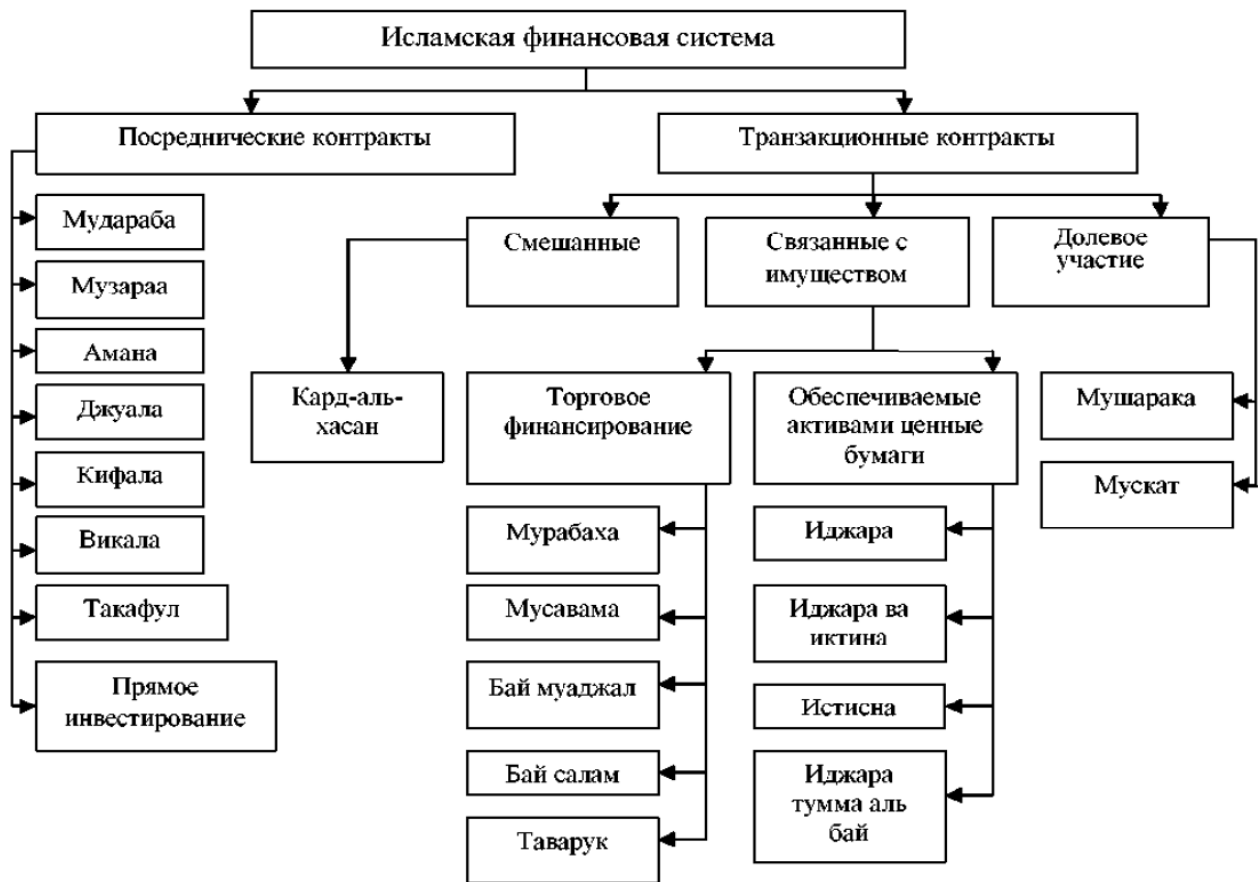 Исламская финансовая система
Посреднические контракты
Транзакционные контракты
Мудараба
Музараа
Амана
Джуала
Кифала
Викала
Такафул
Прямое
инвестирование
Смешанные
Связанные с
имуществом
Долевое
участие
Кард-аль-
хасан
Торговое
финансирование
Обеспечиваемые
активами ценные
бумаги
Мушарака
Мускат
Мурабаха
Мусавама
Бай муаджал
Бай салам
Таварук
Иджара
Иджара ва
иктина
Истисна
Иджара
тумма аль
бай